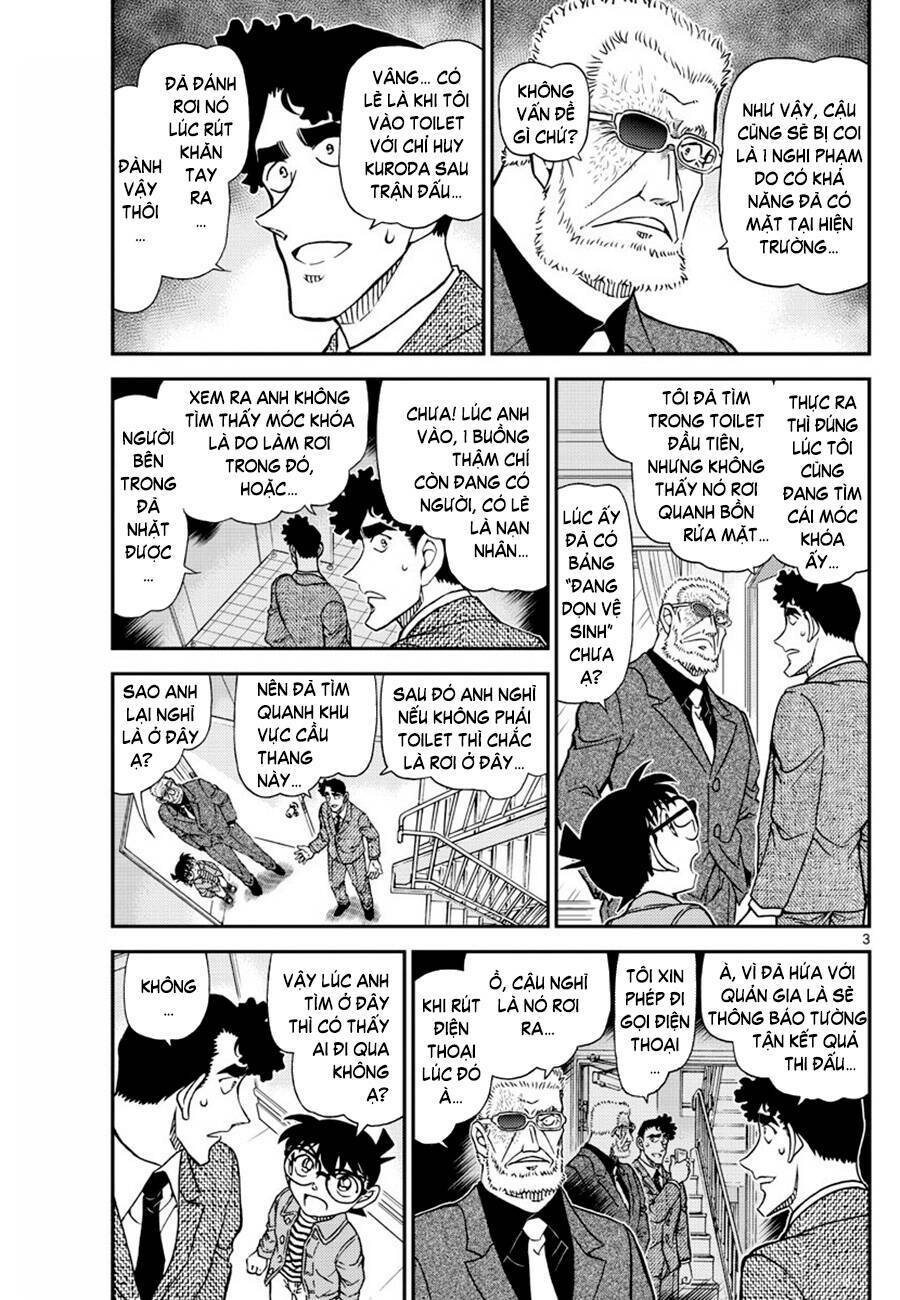 NHƯ VẬY, CẬU
CŨNG SẼ BỊ COI
LÀ 1 NGHI PHẠM
DO CÓ KHẢ
NĂNG ĐÃ CÓ
MẶT TẠI HIỆN
TRƯỜNG...
KHÔNG
VẤN ĐỀ
GÌ CHỨ?
VÂNG... CÓ
LẼ LÀ KHI TÔI
VÀO TOILET
VỚI CHỈ HUY
KURODA SAU
TRẬN ĐẤU...
ĐÃ ĐÁNH
RƠI NÓ
LÚC RÚT
KHĂN
TAY RA
...
ĐÀNH
VẬY
THÔI
...
THỰC RA
THÌ ĐÚNG
LÚC TÔI
CŨNG
ĐANG TÌM
CÁI MÓC
KHÓA
ẤY...
TÔI ĐÃ TÌM
TRONG TOILET
ĐẦU TIÊN,
NHƯNG KHÔNG
THẤY NÓ RƠI
QUANH BỒN
RỬA MẶT...
LÚC ẤY
ĐÃ CÓ
BẢNG
"ĐANG
DỌN VỆ
SINH"
CHƯA
Ạ?
CHƯA! LÚC ANH
VÀO, 1 BUỒNG
THẬM CHÍ
CÒN ĐANG CÓ
NGƯỜI, CÓ LẼ
LÀ NẠN
NHÂN...
XEM RA ANH KHÔNG
TÌM THẤY MÓC KHÓA
LÀ DO LÀM RƠI
TRONG ĐÓ,
HOẶC...
NGƯỜI
BÊN
TRONG
ĐÃ
NHẶT
ĐƯỢC
...
SAU ĐÓ ANH NGHĨ
NẾU KHÔNG PHẢI
TOILET THÌ CHẮC
LÀ RƠI Ở ĐÂY...
NÊN ĐÃ TÌM
QUANH KHU
VỰC CẦU
THANG
NÀY...
SAO ANH
LẠI NGHĨ
LÀ Ở ĐÂY
Ạ?
3
À, VÌ ĐÃ HỨA VỚI
QUẢN GIA LÀ SẼ
THÔNG BÁO TƯỜNG
TẬN KẾT QUẢ
THI ĐẤU...
TÔI XIN
PHÉP ĐI
GỌI ĐIỆN
THOẠI
...
Ồ, CẬU NGHĨ
LÀ NÓ RƠI
RA...
KHI RÚT
ĐIỆN
THOẠI
LÚC ĐÓ
À...
VẬY LÚC ANH
TÌM Ở ĐÂY
THÌ CÓ THẤY
AI ĐI QUA
KHÔNG
Ạ?
KHÔNG
...